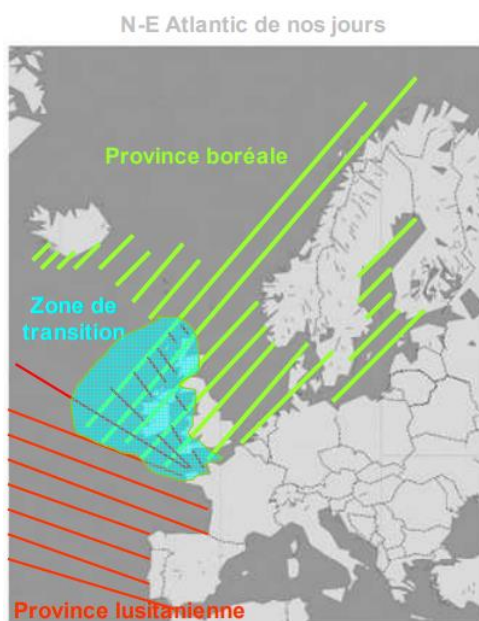 N-E Atlantic de nos jours
Province boréale
Zone de
transition
Province lusitanienne